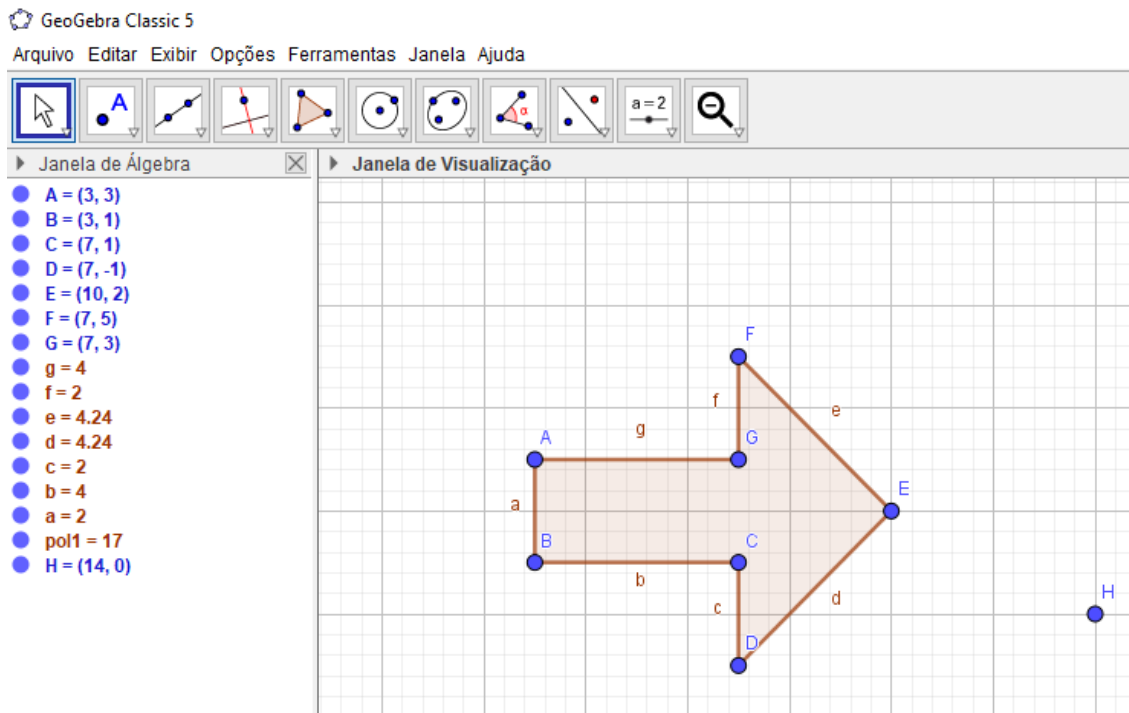 GeoGebra Classic 5
Arquivo Editar Exibir Opções Ferramentas Janela Ajuda
A
α
a = 2
Janela de Álgebra
Janela de Visualização
A = (3, 3)
B = (3, 1)
C = (7, 1)
D = (7, -1)
E = (10, 2)
F = (7, 5)
G = (7, 3)
g = 4
f = 2
e = 4.24
d = 4.24
c = 2
b = 4
a = 2
pol1 = 17
H = (14, 0)
F
f
e
g
A
G
E
a
B
C
b
c
d
H
D